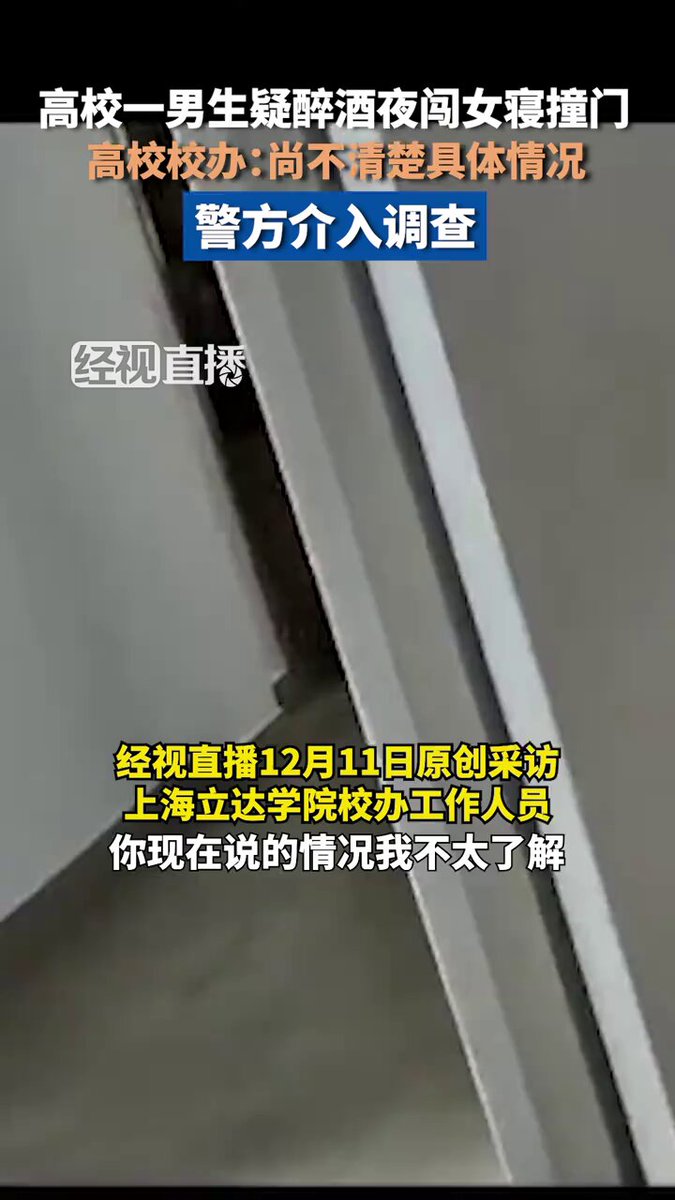 高校一男生疑醉酒夜闯女寝撞门
高校校办:尚不清楚具体情况
警方介入调查
经视直播
经视直播12月11日原创采访
上海立达学院校办工作人员
你现在说的情况我不太了解